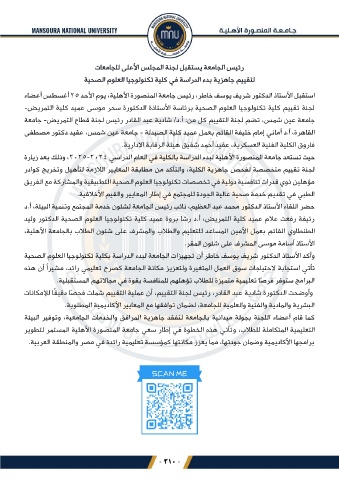 MANSOURA NATIONAL UNIVERSITY
جـامـعـة المنصـورة الأهـليـة
رئيس الجامعة يستقبل لجنة المجلس الأعلى للجامعات
لتقييم جاهزية بدء الدراسة في كلية تكنولوجيا العلوم الصحية
استقبل الأستاذ الدكتور شريف يوسف خاطر، رئيس جامعة المنصورة الأهلية، يوم الأحد ٢٥ أغسطس أعضاء
لجنة تقييم كلية تكنولوجيا العلوم الصحية برئاسة الأستاذة الدكتورة سحر موسى عميد كلية التمريض-
جامعة عين شمس، تضم لجنة التقييم كل من: أ.د/ شادية عبد القادر رئيس لجنة قطاع التمريض- جامعة
القاهرة، أ.د أماني إمام خليفة القائم بعمل عميد كلية الصيدلة - جامعة عين شمس، عقيد دكتور مصطفى
فاروق الكلية الفنية العسكرية، عقيد أحمد شفيق هيئة الرقابة الإدارية.
حيث تستعد جامعة المنصورة الأهلية لبدء الدراسة بالكلية في العام الدراسي ٢٠٢٤-٢٠٢٥، وذلك بعد زيارة
لجنة تقييم متخصصة لفحص جاهزية الكلية، والتأكد من مطابقة المعايير اللازمة لتأهيل وتخريج كوادر
مؤهلين ذوي قدرات تنافسية دولية في تخصصات تكنولوجيا العلوم الصحية التطبيقية والمشاركة مع الفريق
الطبي في تقديم خدمة صحية عالية الجودة للمجتمع في إطار المعايير والقيم الأخلاقية.
حضر اللقاء الأستاذ الدكتور محمد عبد العظيم، نائب رئيس الجامعة لشئون خدمة المجتمع وتنمية البيئة، أ.د
رئيفة رفعت علام عميد كلية التمريض، أ.د رشا بروة عميد كلية تكنولوجيا العلوم الصحية الدكتور وليد
الطنطاوي القائم بعمل الأمين المساعد للتعليم والطلاب والمشرف على شئون الطلاب بالجامعة الأهلية،
الأستاذ أسامة موسى المشرف على شئون المقر.
وأكد الأستاذ الدكتور شريف يوسف خاطر أن تجهيزات الجامعة لبدء الدراسة بكلية تكنولوجيا العلوم الصحية
تأتي استجابة لاحتياجات سوق العمل المتغيرة ولتعزيز مكانة الجامعة كصرح تعليمي رائد، مشيراً أن هذه
البرامج ستوفر فرصًا تعليمية متميزة للطلاب تؤهلهم للمنافسة بقوة في مجالاتهم المستقبلية.
وأوضحت الدكتورة شادية عبد القادر، رئيس لجنة التقييم، أن عملية التقييم شملت فحصًا دقيقًا للإمكانات
البشرية والمادية والفنية والعلمية للجامعة، لضمان توافقها مع المعايير الأكاديمية المطلوبة.
كما قام أعضاء اللجنة بجولة ميدانية بالجامعة لتفقد جاهزية المرافق والخدمات الجامعية، وتوفير البيئة
التعليمية المتكاملة للطلاب، وتأتي هذه الخطوة في إطار سعي جامعة المنصورة الأهلية المستمر لتطوير
برامجها الأكاديمية وضمان جودتها، مما يعزز مكانتها كمؤسسة تعليمية رائدة في مصر والمنطقة العربية.
SCAN ME
- ٣١٠ -